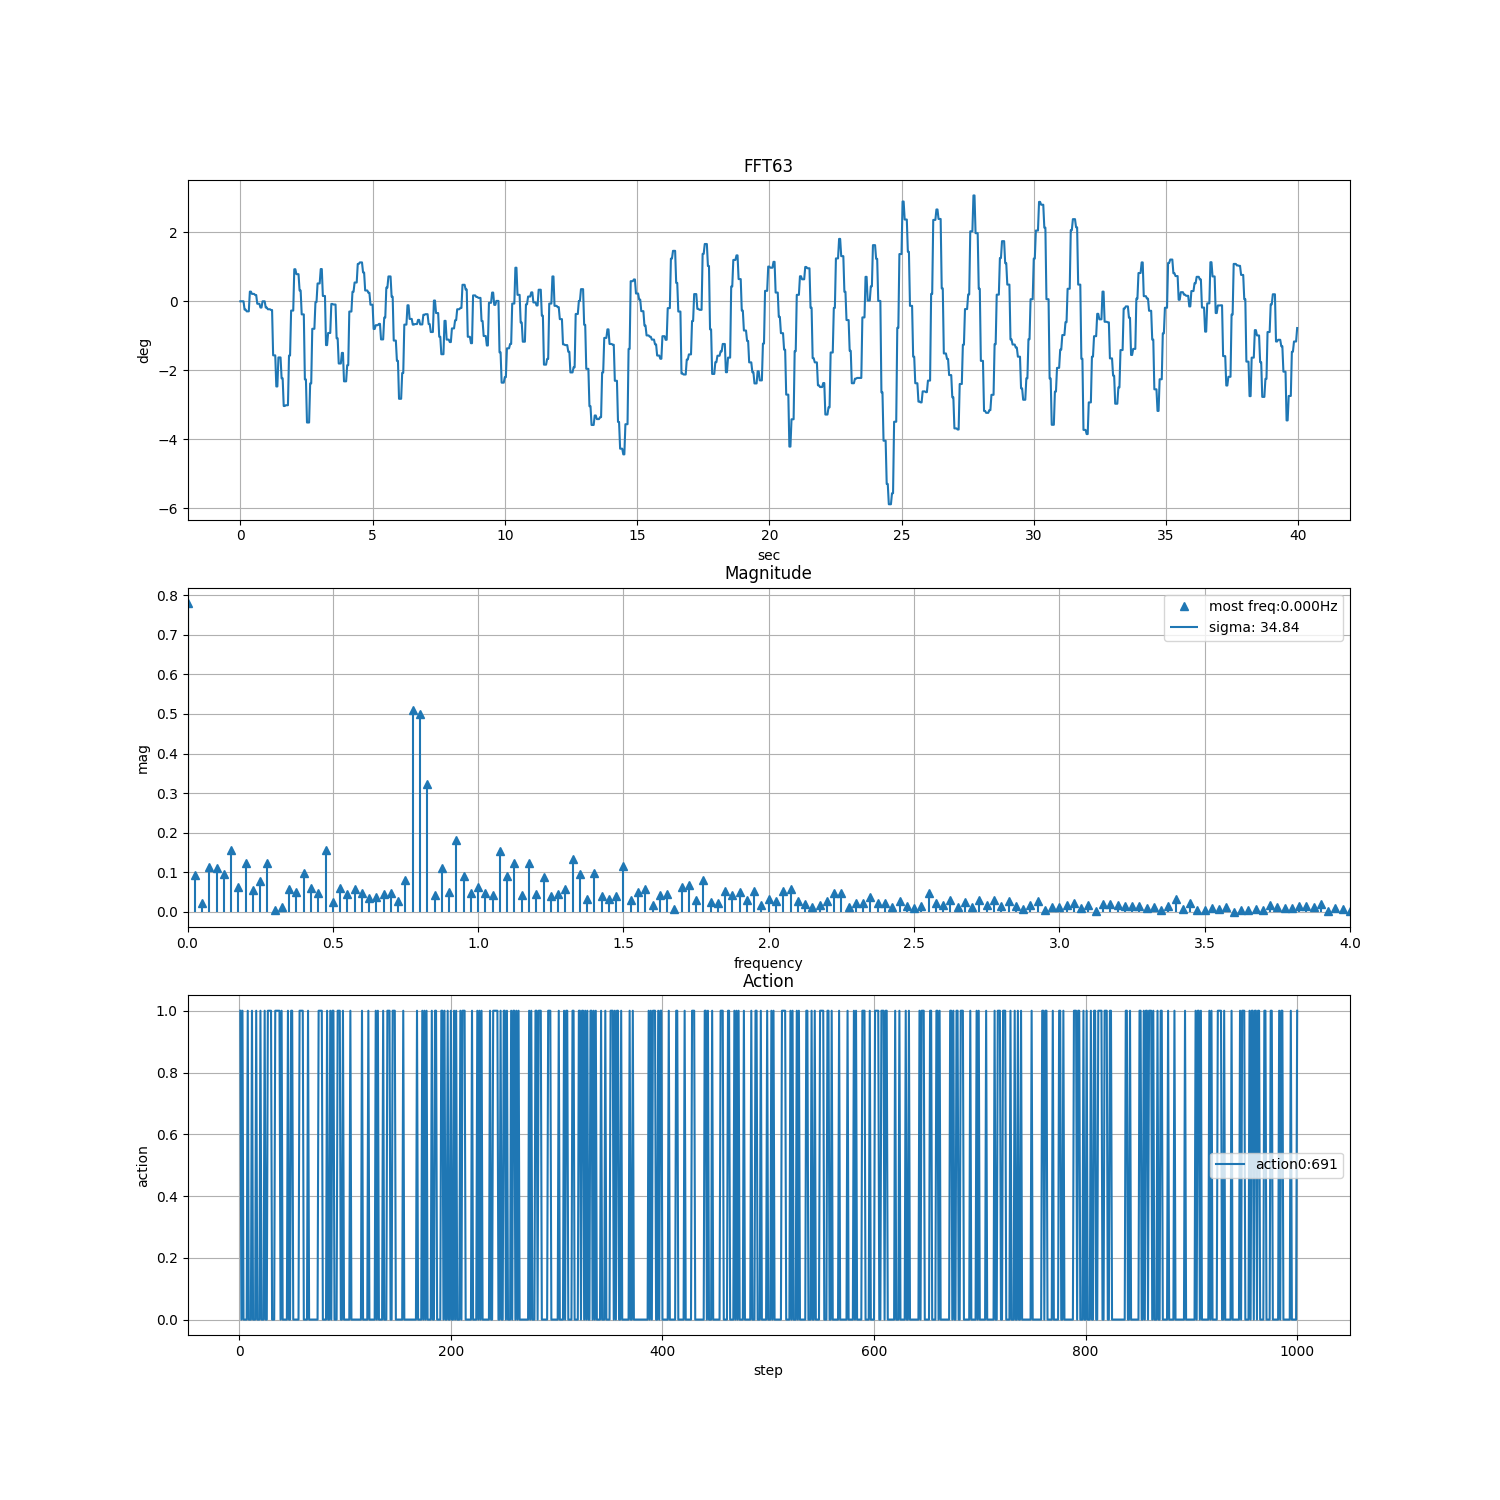 FFT63
2
0
−2
−4
−6
deg
0 5 10 15 20 25 30 35 40
sec
Magnitude
0.8
0.7
0.6
0.5
0.4
0.3
0.2
0.1
0.0
mag
most freq:0.000Hz
sigma: 34.84
0.0 0.5 1.0 1.5 2.0 2.5 3.0 3.5 4.0
frequency
Action
1.0
0.8
0.6
0.4
0.2
0.0
action
action0:691
0 200 400 600 800 1000
step